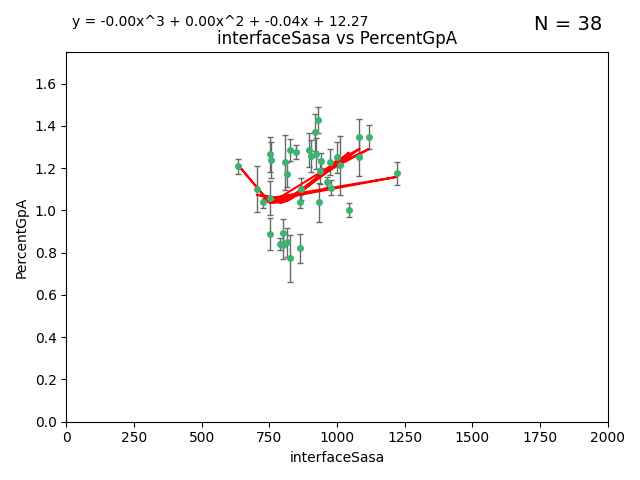 y = -0.00x^3 + 0.00x^2 + -0.04x + 12.27
N = 38
interfaceSasa vs PercentGpA
1.6
1.4
1.2
1.0
0.8
0.6
0.4
0.2
0.0
PercentGpA
0 250 500 750 1000 1250 1500 1750 2000
interfaceSasa